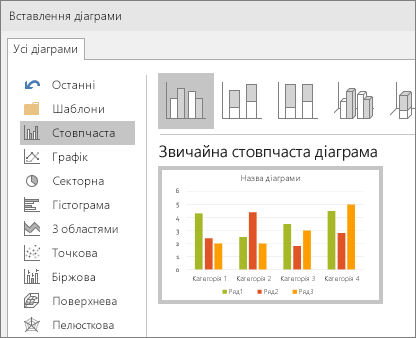 Вставлення діаграми
Усі діаграми
Останні
Шаблони
Стовпчаста
Графік
Секторна
Гістограма
З областями
Точкова
Біржова
Поверхнева
Пелюсткова
Звичайна стовпчаста діаграма
Назва діаграми
6
5
4
3
2
1
0
Категорія 1 Категорія 2 Категорія 3 Категорія 4
Ряд1 Ряд2 Ряд3